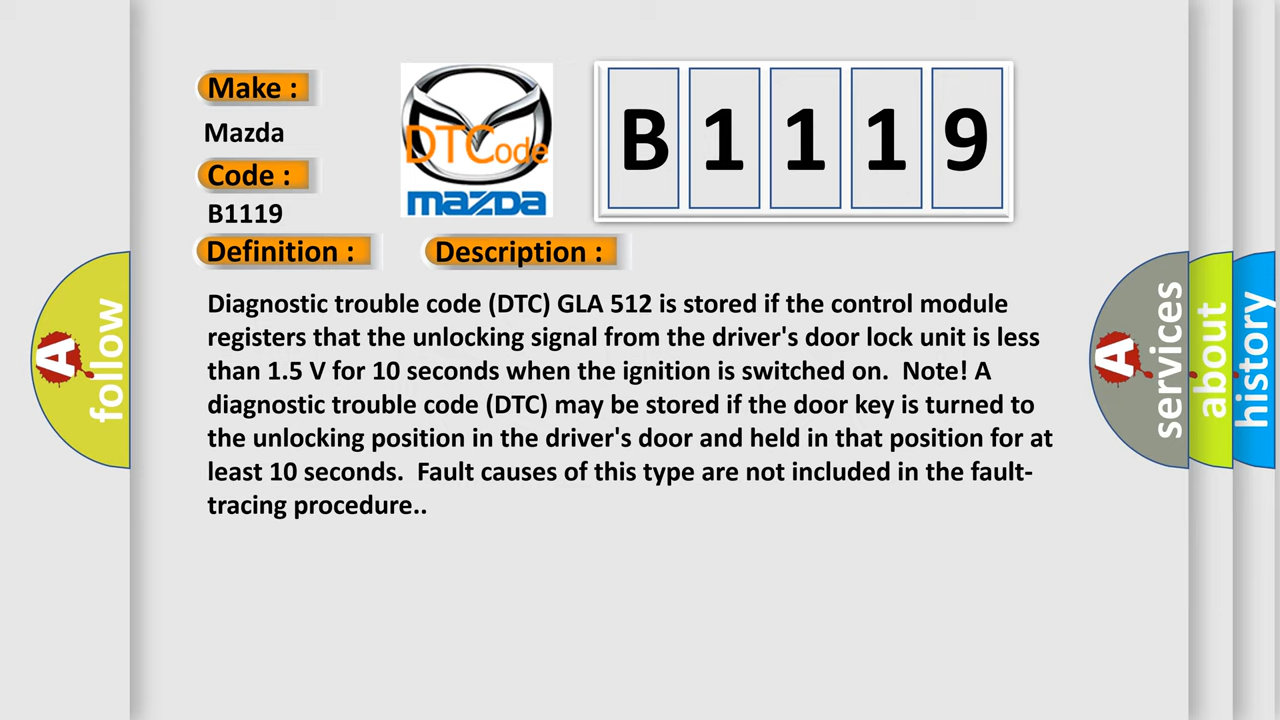 Make :
Mazda
Code :
B1119
Definition :
Description :
DTCode
mazda
B 1 1 1 9
Diagnostic trouble code (DTC) GLA 512 is stored if the control module
registers that the unlocking signal from the driver's door lock unit is less
than 1.5 V for 10 seconds when the ignition is switched on. Note! A
diagnostic trouble code (DTC) may be stored if the door key is turned to
the unlocking position in the driver's door and held in that position for at
least 10 seconds. Fault causes of this type are not included in the fault-
tracing procedure..
A
follow
A
services
about
history